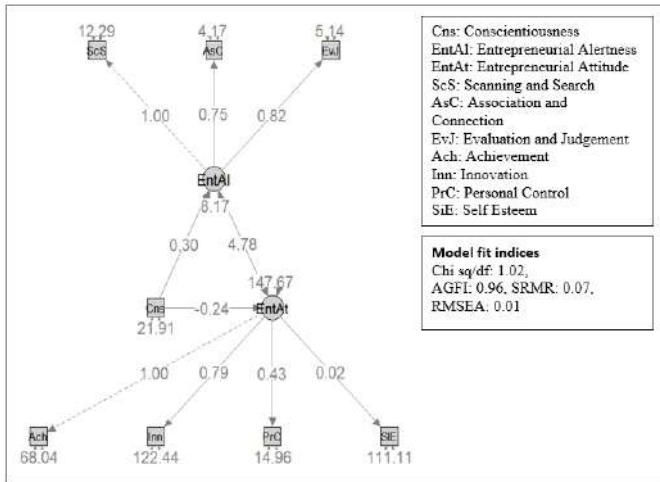 12.29
4.17
5.14
ScS
AsC
EvJ
1.00
0.75
0.82
EntAl
8.17
0.30
4.78
147.67
Cns
-0.24
EntAt
21.91
1.00
0.79
0.43
0.02
Ach
Inn
PrC
SiE
68.04
122.44
14.96
111.11
Cns: Conscientiousness
EntAl: Entrepreneurial Alertness
EntAt: Entrepreneurial Attitude
ScS: Scanning and Search
AsC: Association and
Connection
EvJ: Evaluation and Judgement
Ach: Achievement
Inn: Innovation
PrC: Personal Control
SiE: Self Esteem
Model fit indices
Chi sq/df: 1.02,
AGFI: 0.96, SRMR: 0.07,
RMSEA: 0.01